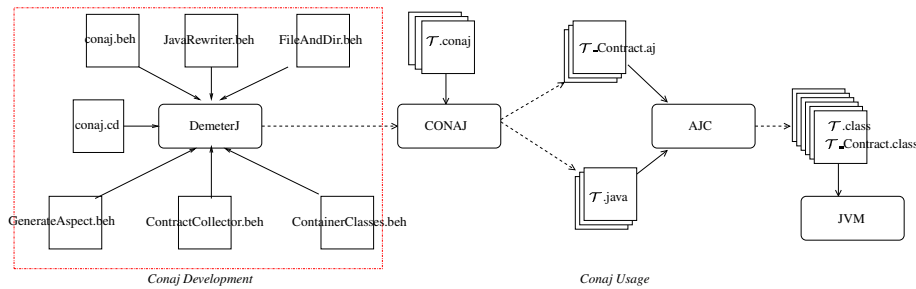 conaj.beh
JavaRewriter.beh
FileAndDir.beh
𝒯.conaj
𝒯_Contract.aj
conaj.cd
DemeterJ
CONAJ
AJC
𝒯.class
𝒯_Contract.class
GenerateAspect.beh
ContractCollector.beh
ContainerClasses.beh
𝒯.java
JVM
Conaj Development
Conaj Usage